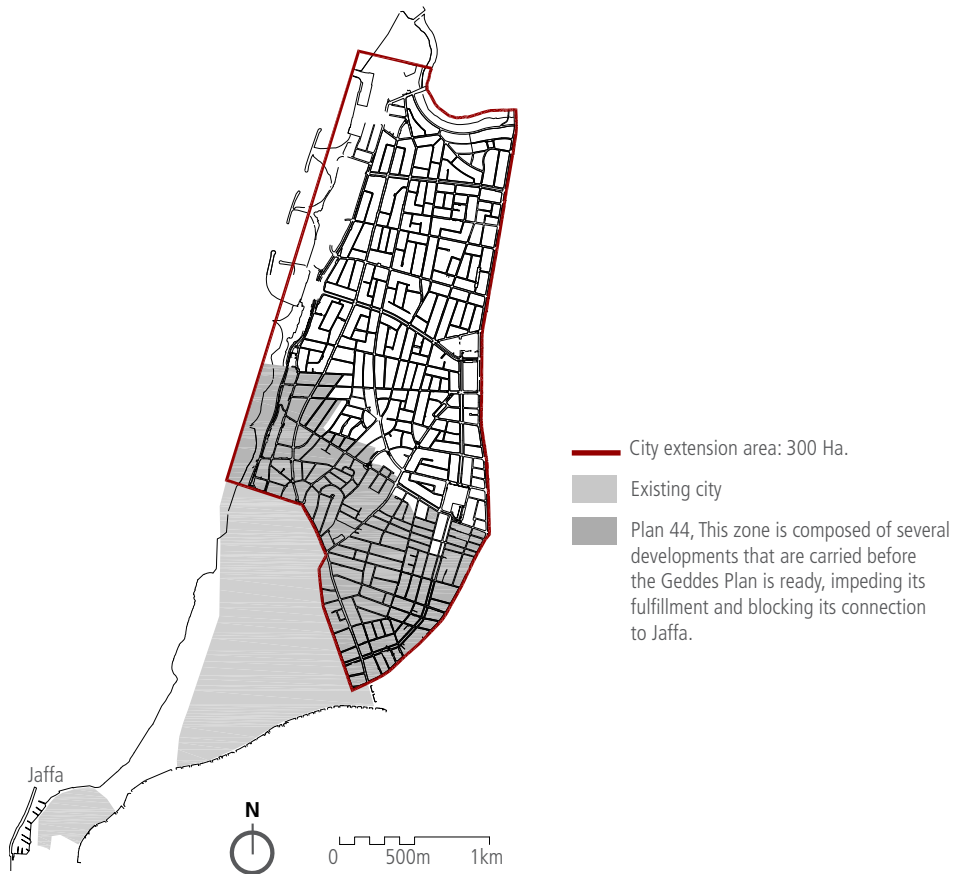 City extension area: 300 Ha.
Existing city
Plan 44, This zone is composed of several
developments that are carried before
the Geddes Plan is ready, impeding its
fulfillment and blocking its connection
to Jaffa.
Jaffa
N
0 500m 1km